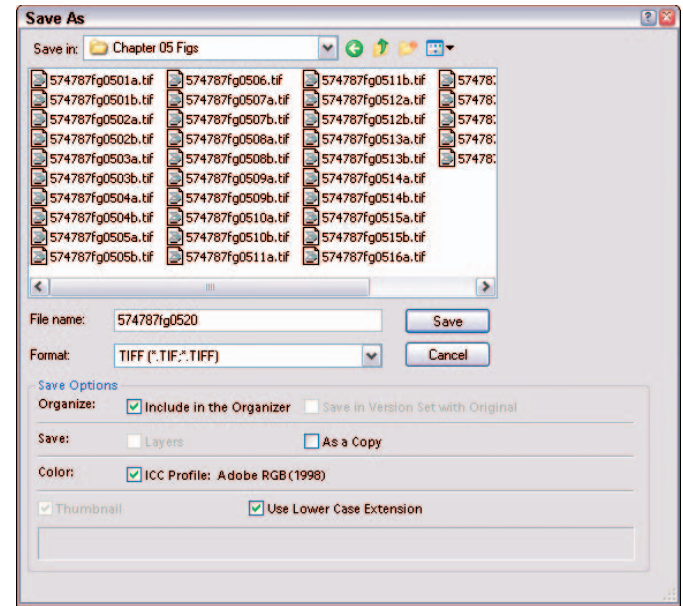 Save As
Save in: Chapter 05 Figs
574787fg0501a.tif 574787fg0506.tif 574787fg0511b.tif 57478
574787fg0501b.tif 574787fg0507a.tif 574787fg0512a.tif 57478
574787fg0502a.tif 574787fg0507b.tif 574787fg0512b.tif 57478
574787fg0502b.tif 574787fg0508a.tif 574787fg0513a.tif 57478
574787fg0503a.tif 574787fg0508b.tif 574787fg0513b.tif 57478
574787fg0503b.tif 574787fg0509a.tif 574787fg0514a.tif
574787fg0504a.tif 574787fg0509b.tif 574787fg0514b.tif
574787fg0504b.tif 574787fg0510a.tif 574787fg0515a.tif
574787fg0505a.tif 574787fg0510b.tif 574787fg0515b.tif
574787fg0505b.tif 574787fg0511a.tif 574787fg0516a.tif
File name: 574787fg0520 Save
Format: TIFF (*.TIF;*.TIFF) Cancel
Save Options
Organize: Include in the Organizer Save in Version Set with Original
Save: Layers As a Copy
Color: ICC Profile: Adobe RGB(1998)
Thumbnail Use Lower Case Extension